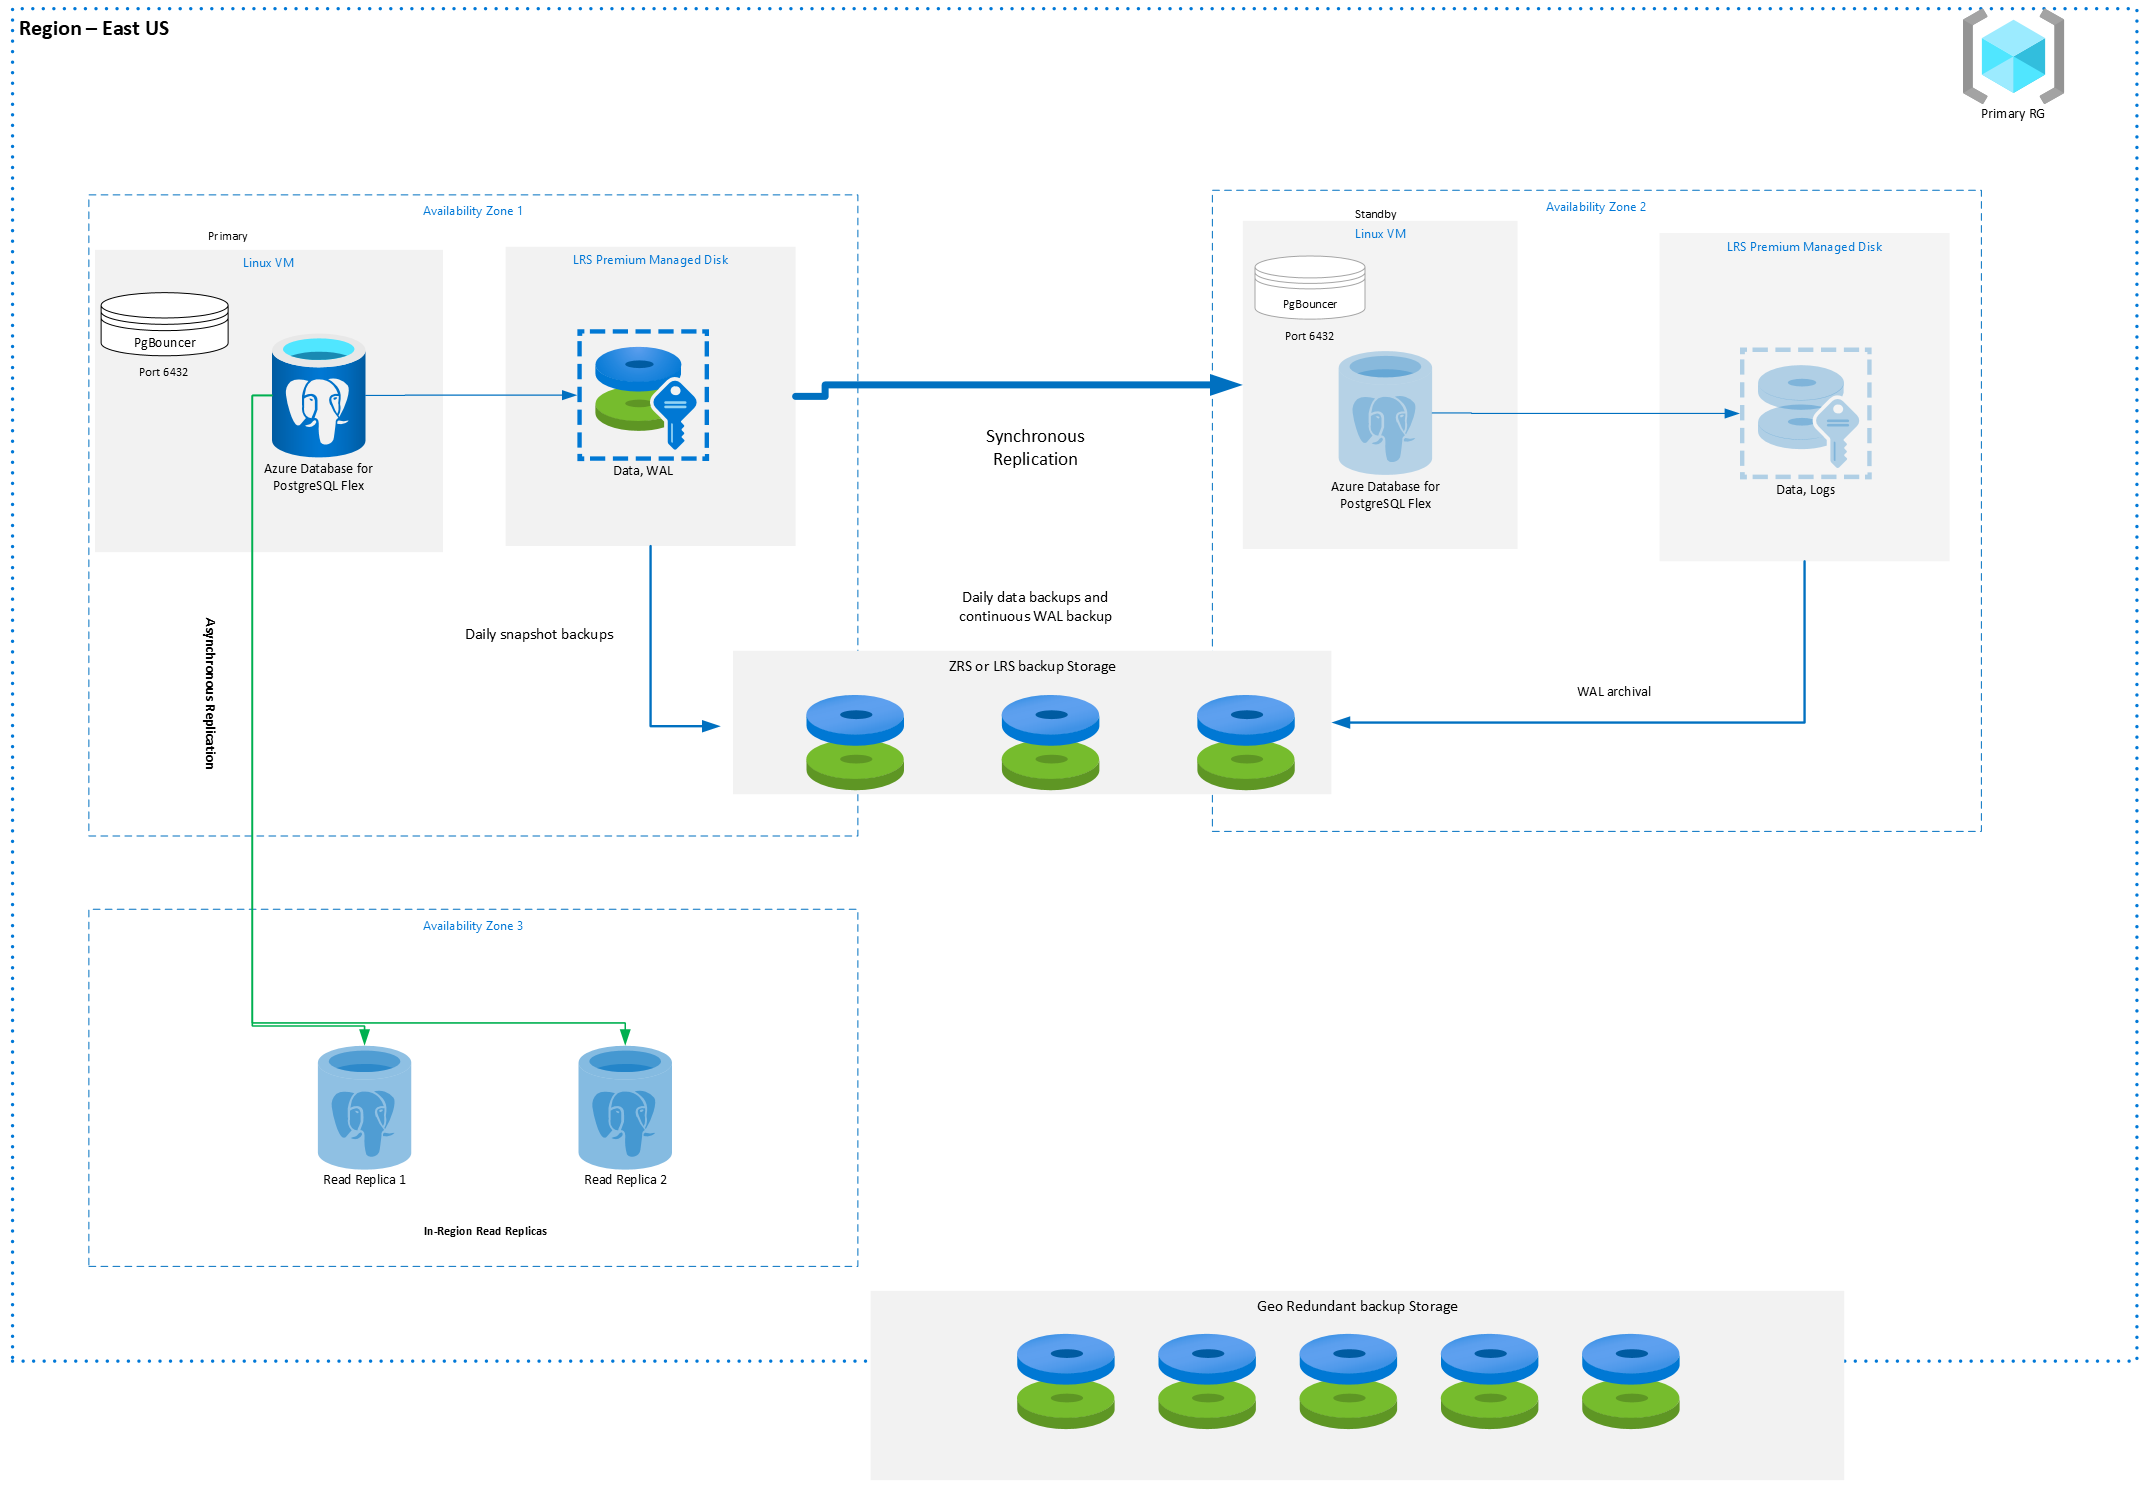 Region – East US
Primary RG
Availability Zone 1
Primary
Linux VM
PgBouncer
Port 6432
Azure Database for
PostgreSQL Flex
LRS Premium Managed Disk
Data, WAL
Synchronous
Replication
Availability Zone 2
Standby
Linux VM
PgBouncer
Port 6432
Azure Database for
PostgreSQL Flex
LRS Premium Managed Disk
Data, Logs
Asynchronous Replication
Daily snapshot backups
Daily data backups and
continuous WAL backup
ZRS or LRS backup Storage
WAL archival
Availability Zone 3
Read Replica 1
Read Replica 2
In-Region Read Replicas
Geo Redundant backup Storage